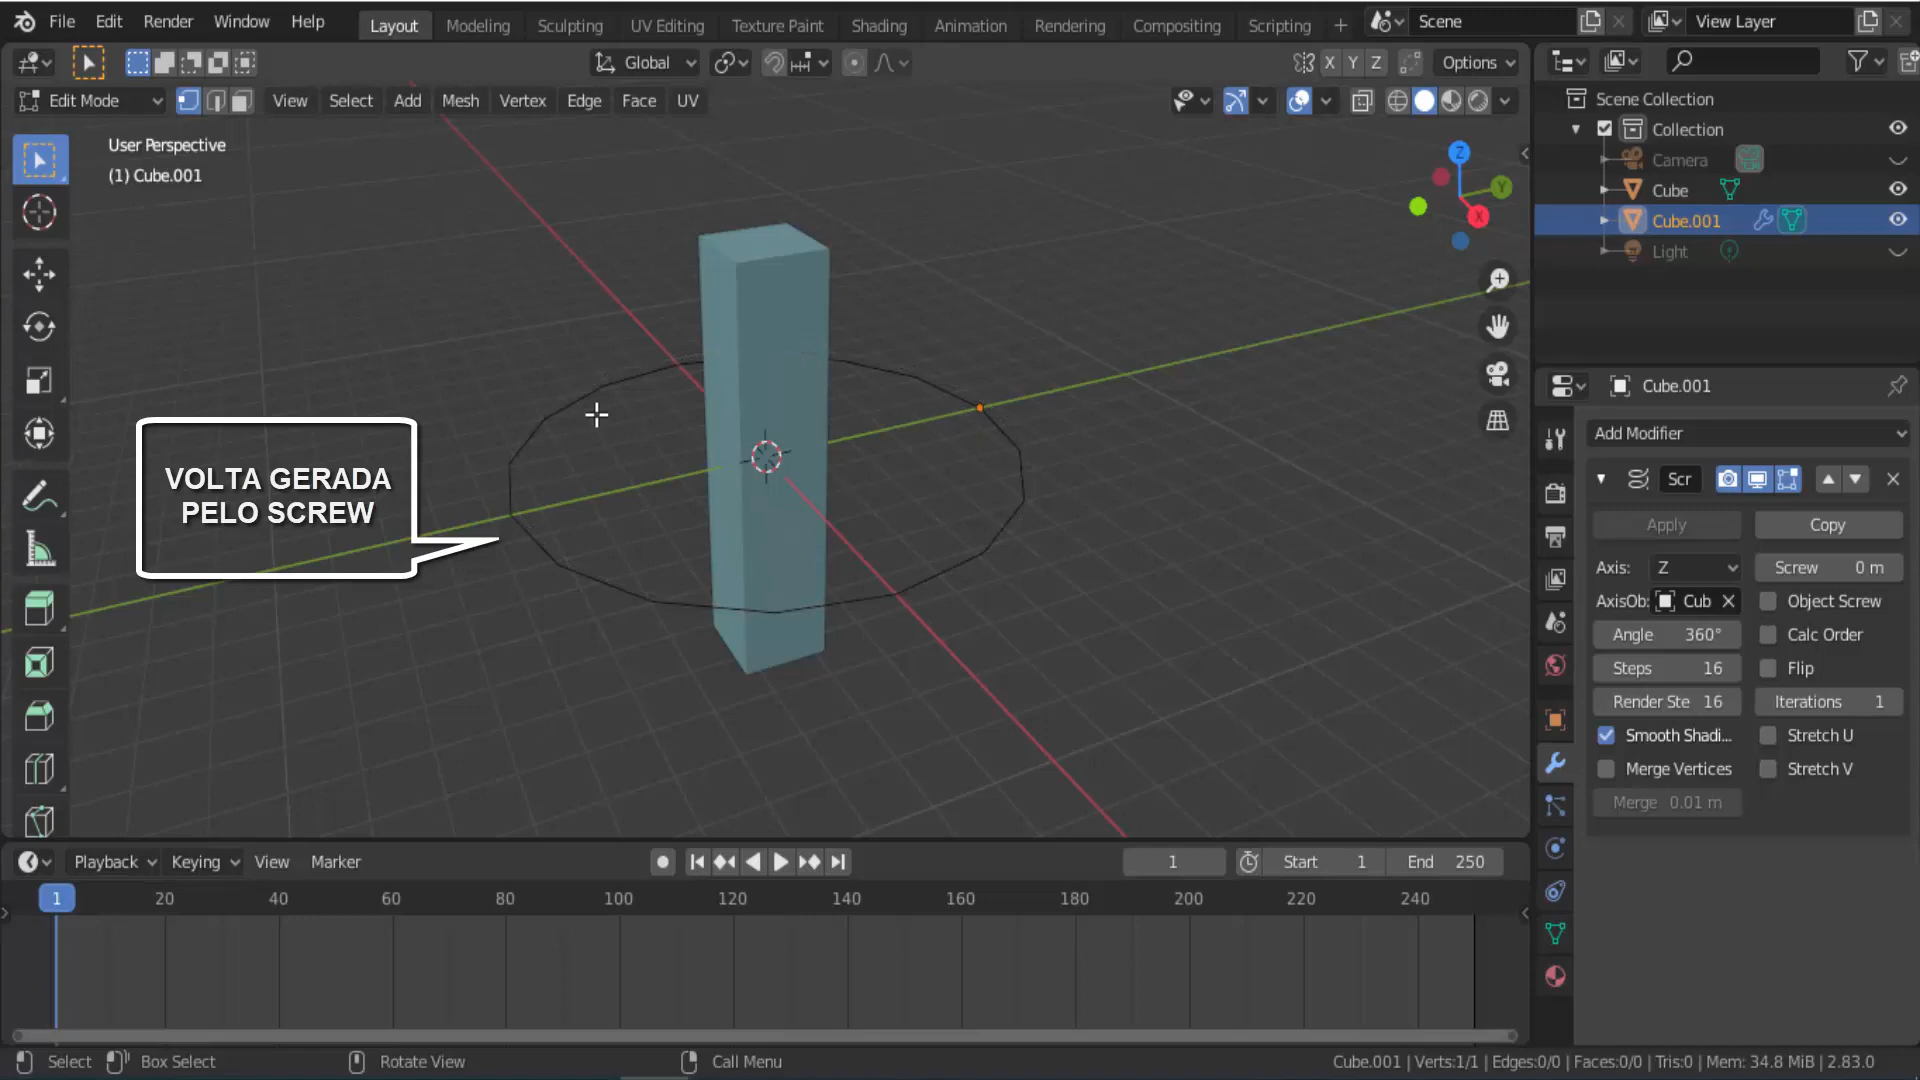 File Edit Render Window Help Layout Modeling Sculpting UV Editing Texture Paint Shading Animation Rendering Compositing Scripting + Scene View Layer
Global X Y Z Options
Edit Mode View Select Add Mesh Vertex Edge Face UV
User Perspective
(1) Cube.001
Z
Y
X
VOLTA GERADA
PELO SCREW
Scene Collection
Collection
Camera
Cube
Cube.001
Light
Cube.001
Add Modifier
Scr
Apply Copy
Axis: Z Screw 0 m
AxisOb: Cub Object Screw
Angle 360° Calc Order
Steps 16 Flip
Render Ste 16 Iterations 1
Smooth Shadi... Stretch U
Merge Vertices Stretch V
Merge 0.01 m
Playback Keying View Marker 1 Start 1 End 250
1 20 40 60 80 100 120 140 160 180 200 220 240
Select Box Select Rotate View Call Menu Cube.001 | Verts:1/1 | Edges:0/0 | Faces:0/0 | Tris:0 | Mem: 34.8 MiB | 2.83.0